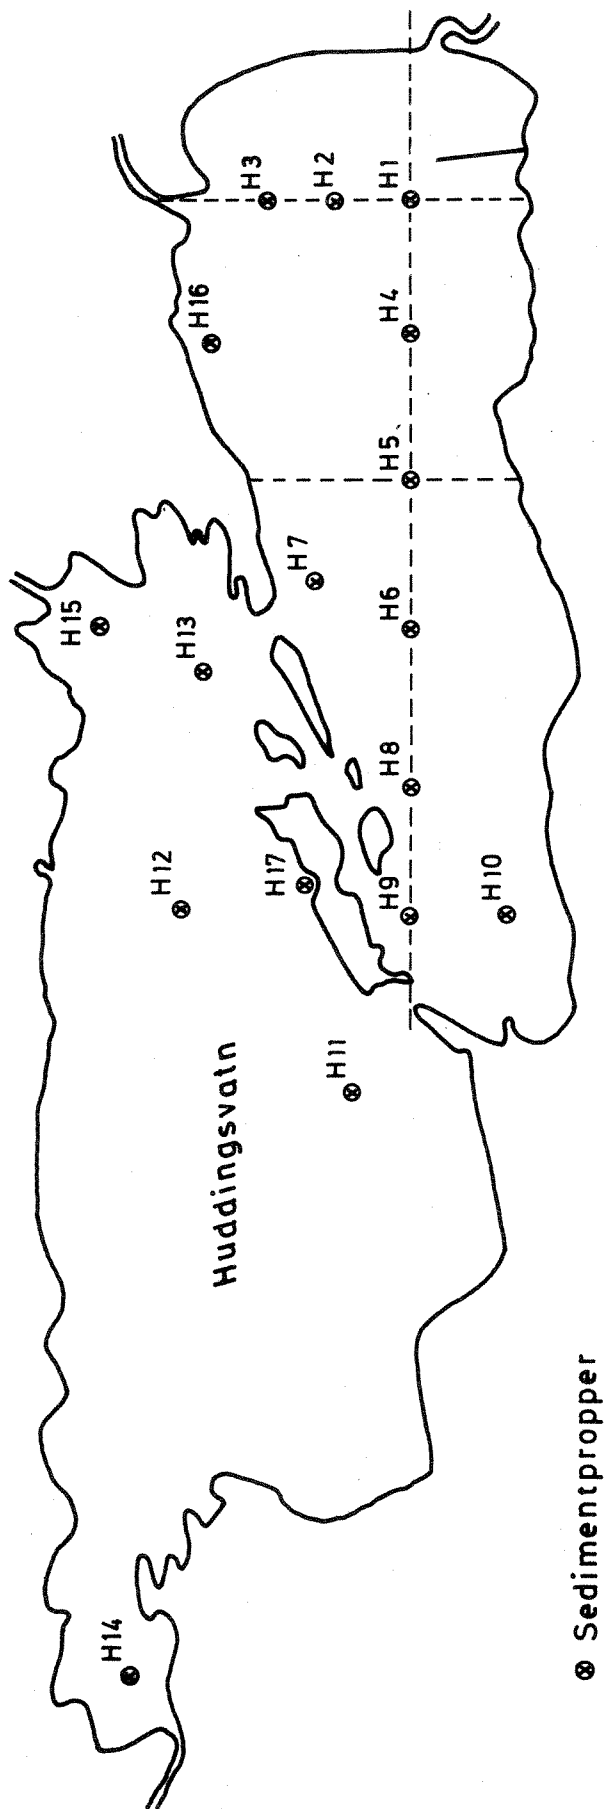 H3
H2
H1
H16
H4
H5
H7
H15
H13
H6
H8
H12
H17
H9
H10
H11
Huddingsvatn
H14
⊗ Sedimentpropper